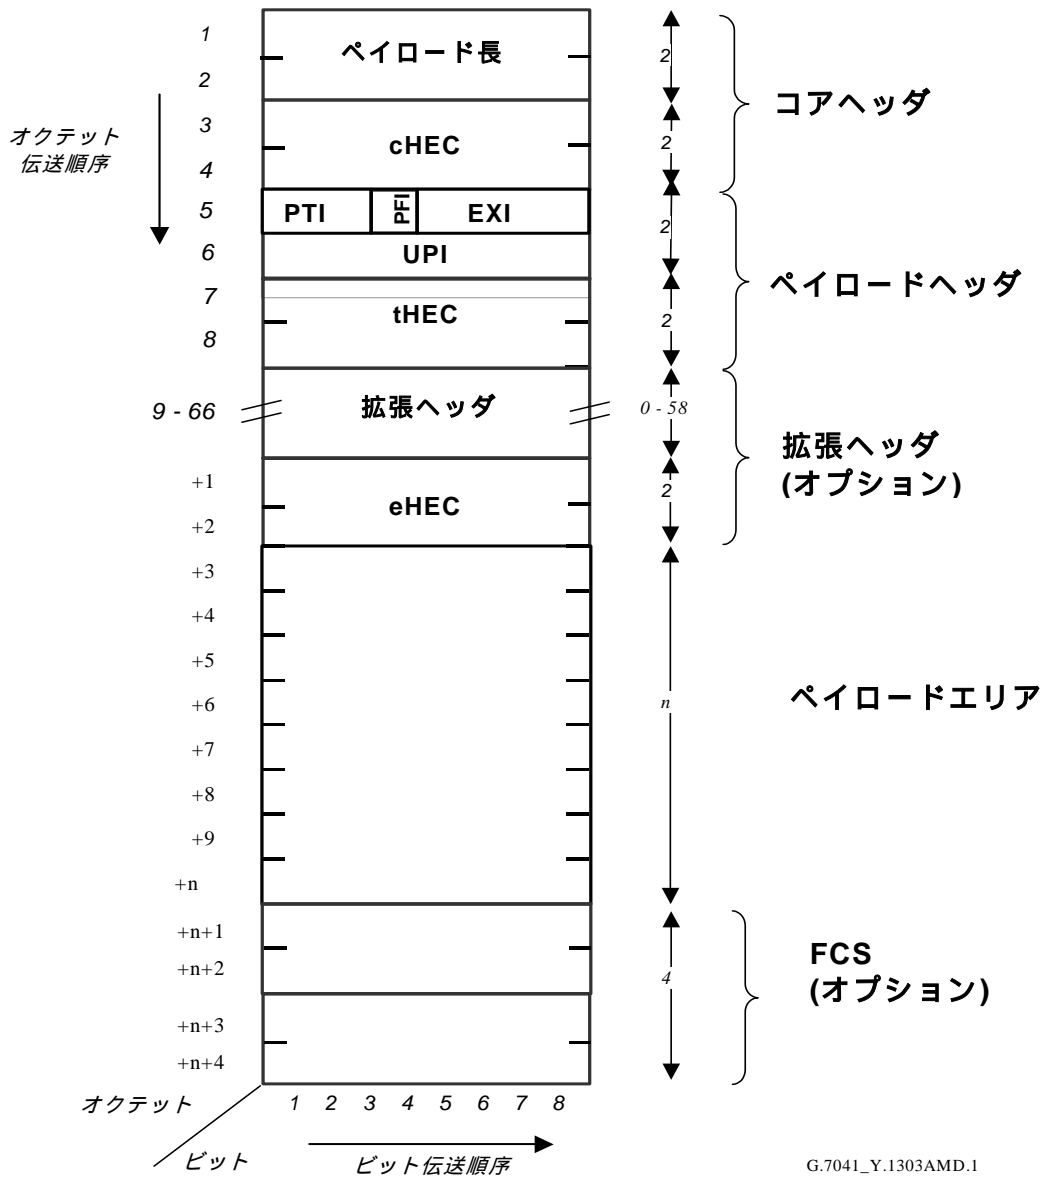 1
ペイロード長
2
2
コアヘッダ
オクテット
伝送順序
3
cHEC
2
4
5
PTI
PFI
EXI
2
6
UPI
ペイロードヘッダ
7
tHEC
2
8
9 - 66
拡張ヘッダ
0 - 58
拡張ヘッダ
(オプション)
+1
eHEC
2
+2
+3
+4
+5
+6
n
ペイロードエリア
+7
+8
+9
+n
+n+1
+n+2
4
FCS
(オプション)
+n+3
+n+4
オクテット
1 2 3 4 5 6 7 8
ビット
ビット伝送順序
G.7041_Y.1303AMD.1